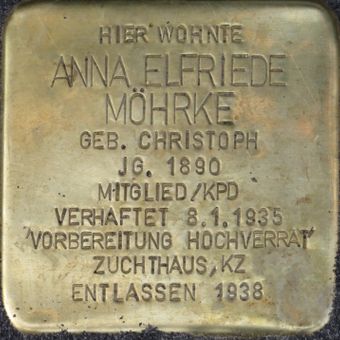 HIER WOHNTE
ANNA ELFRIEDE
MÖHRKE
GEB. CHRISTOPH
JG. 1890
MITGLIED/KPD
VERHAFTET 8.1.1935
'VORBEREITUNG HOCHVERRAT'
ZUCHTHAUS, KZ
ENTLASSEN 1938